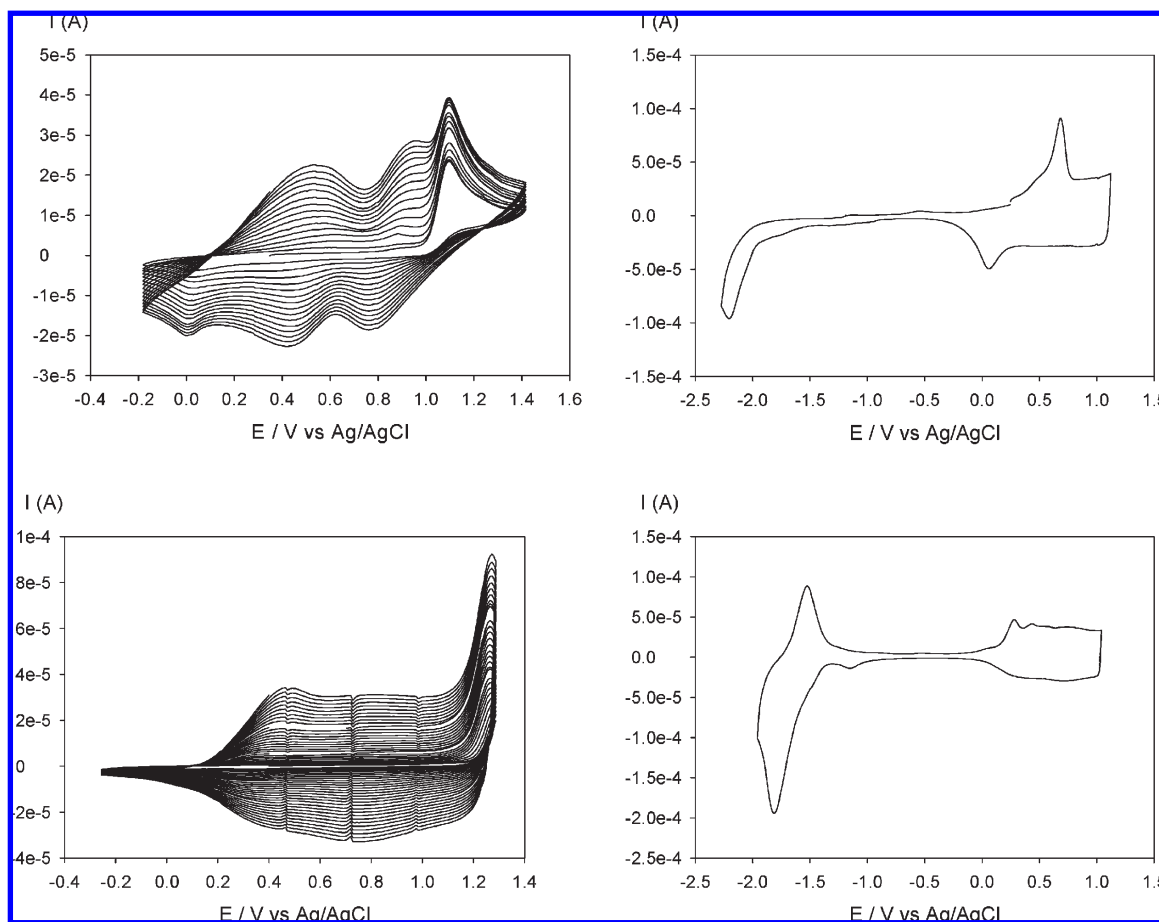 I (A)
5e-5
4e-5
3e-5
2e-5
1e-5
0
-1e-5
-2e-5
-3e-5
-0.4 -0.2 0.0 0.2 0.4 0.6 0.8 1.0 1.2 1.4 1.6
E / V vs Ag/AgCl
I (A)
1.5e-4
1.0e-4
5.0e-5
0.0
-5.0e-5
-1.0e-4
-1.5e-4
-2.5 -2.0 -1.5 -1.0 -0.5 0.0 0.5 1.0 1.5
E / V vs Ag/AgCl
I (A)
1e-4
8e-5
6e-5
4e-5
2e-5
0
-2e-5
-4e-5
-0.4 -0.2 0.0 0.2 0.4 0.6 0.8 1.0 1.2 1.4
E / V vs Ag/AgCl
I (A)
1.5e-4
1.0e-4
5.0e-5
0.0
-5.0e-5
-1.0e-4
-1.5e-4
-2.0e-4
-2.5e-4
-2.5 -2.0 -1.5 -1.0 -0.5 0.0 0.5 1.0 1.5
E / V vs Ag/AgCl